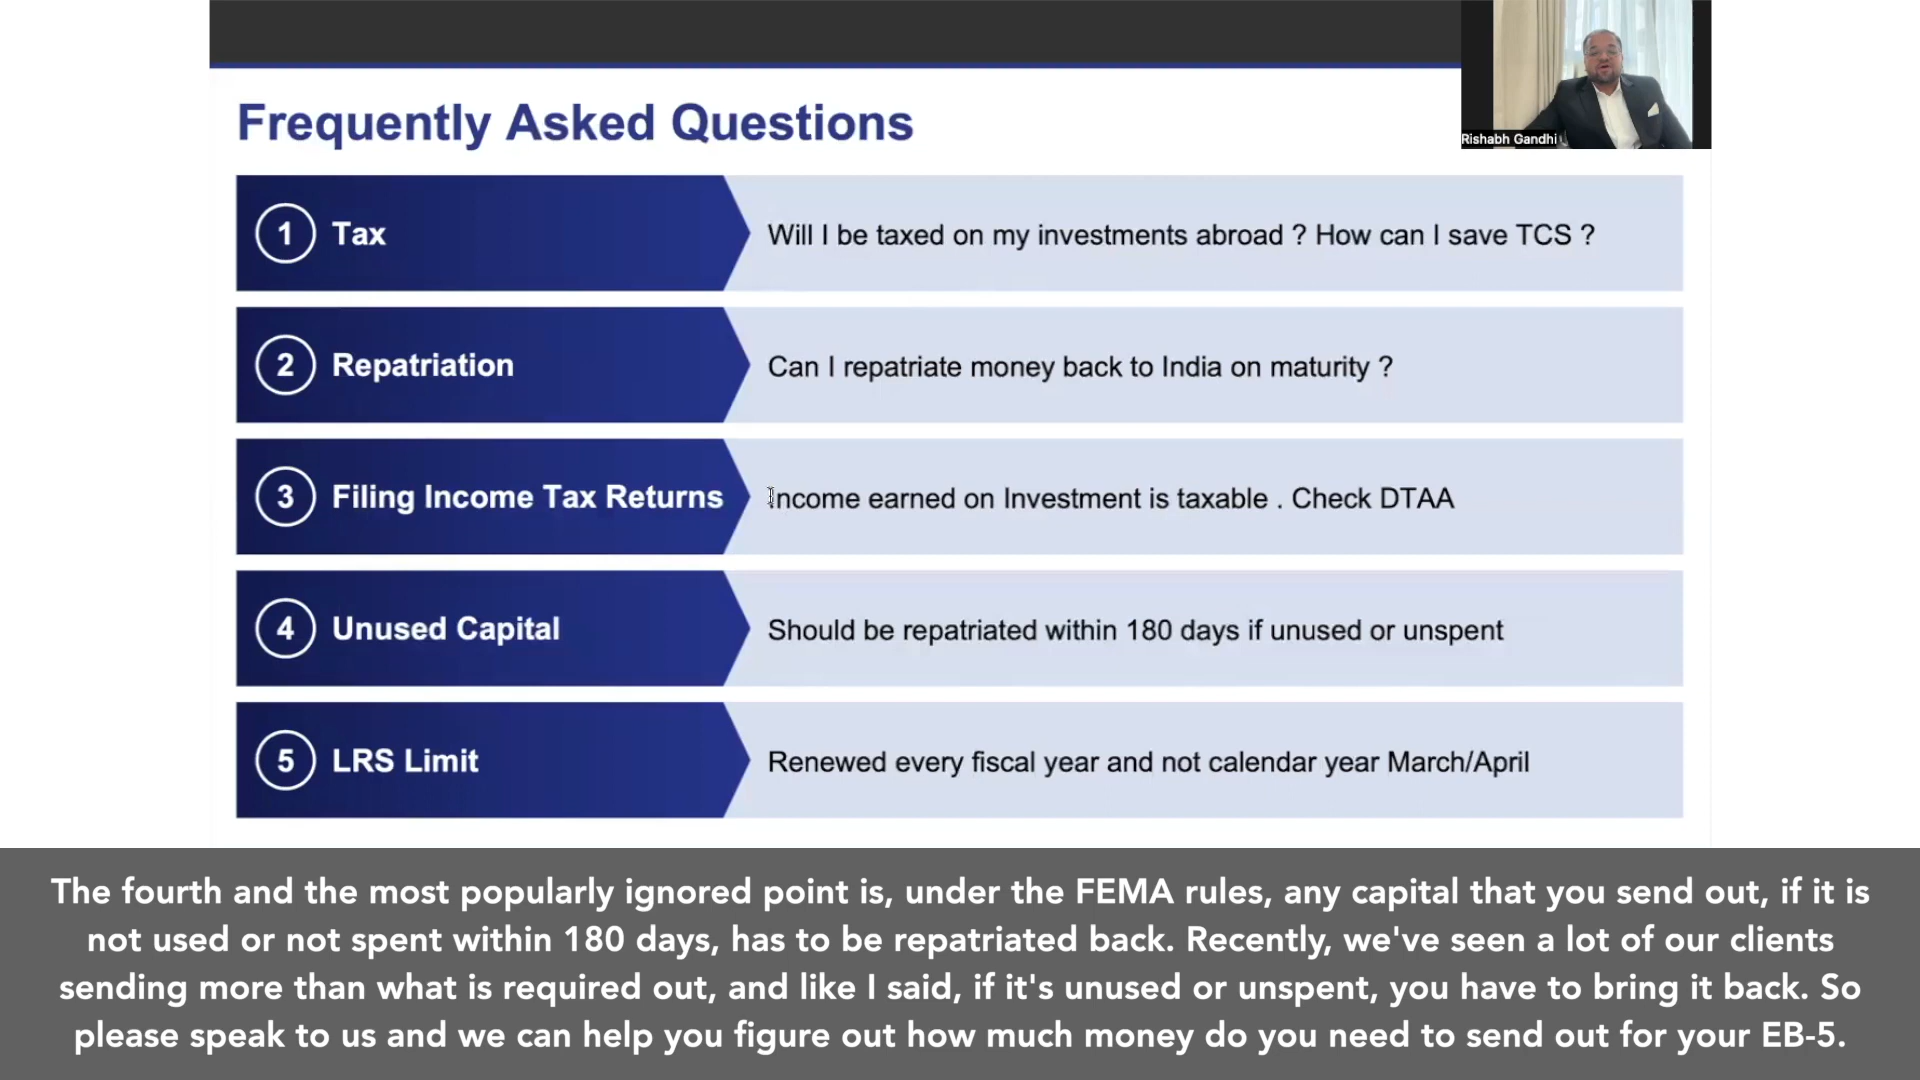 Rishabh Gandhi
Frequently Asked Questions
1 Tax Will I be taxed on my investments abroad ? How can I save TCS ?
2 Repatriation Can I repatriate money back to India on maturity ?
3 Filing Income Tax Returns Income earned on Investment is taxable . Check DTAA
4 Unused Capital Should be repatriated within 180 days if unused or unspent
5 LRS Limit Renewed every fiscal year and not calendar year March/April
The fourth and the most popularly ignored point is, under the FEMA rules, any capital that you send out, if it is
not used or not spent within 180 days, has to be repatriated back. Recently, we've seen a lot of our clients
sending more than what is required out, and like I said, if it's unused or unspent, you have to bring it back. So
please speak to us and we can help you figure out how much money do you need to send out for your EB-5.